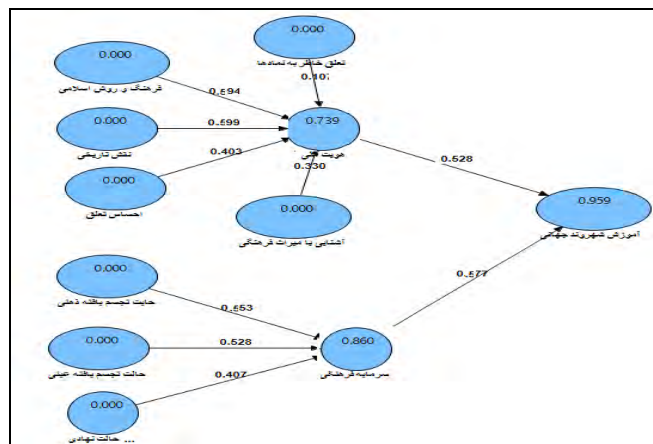 0.000
تعلق خاطر به نمادها
0.000
فرهنگ و روش اسلامی
0.594
0.107
0.000
نقش تاریخی
0.599
0.739
هویت ملی
0.528
0.000
احساس تعلق
0.403
0.330
0.000
آشنایی با میراث فرهنگی
0.959
آموزش شهروند جهانی
0.577
0.000
حالت تجسم یافته ذهنی
0.553
0.000
حالت تجسم یافته عینی
0.528
0.860
سرمایه فرهنگی
0.407
0.000
حالت نهادی ...